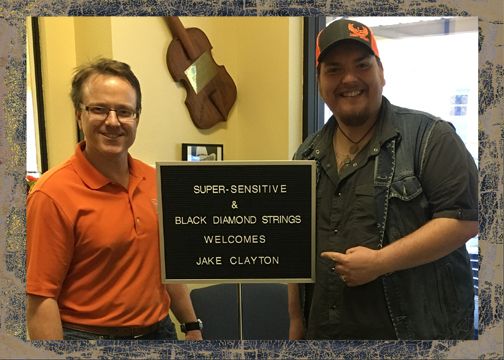 SUPER-SENSITIVE
&
BLACK DIAMOND STRINGS
WELCOMES
JAKE CLAYTON